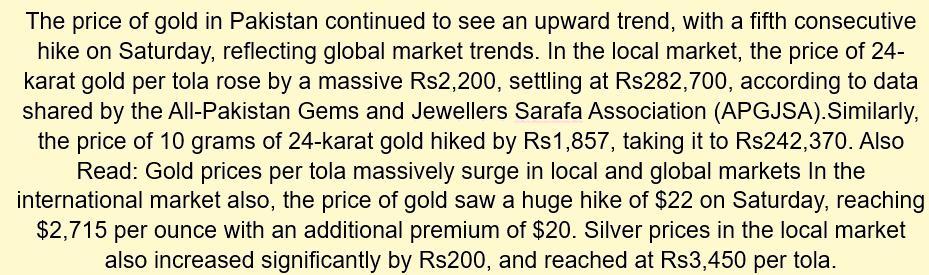 The price of gold in Pakistan continued to see an upward trend, with a fifth consecutive
hike on Saturday, reflecting global market trends. In the local market, the price of 24-
karat gold per tola rose by a massive Rs2,200, settling at Rs282,700, according to data
shared by the All-Pakistan Gems and Jewellers Sarafa Association (APGJSA).Similarly,
the price of 10 grams of 24-karat gold hiked by Rs1,857, taking it to Rs242,370. Also
Read: Gold prices per tola massively surge in local and global markets In the
international market also, the price of gold saw a huge hike of $22 on Saturday, reaching
$2,715 per ounce with an additional premium of $20. Silver prices in the local market
also increased significantly by Rs200, and reached at Rs3,450 per tola.